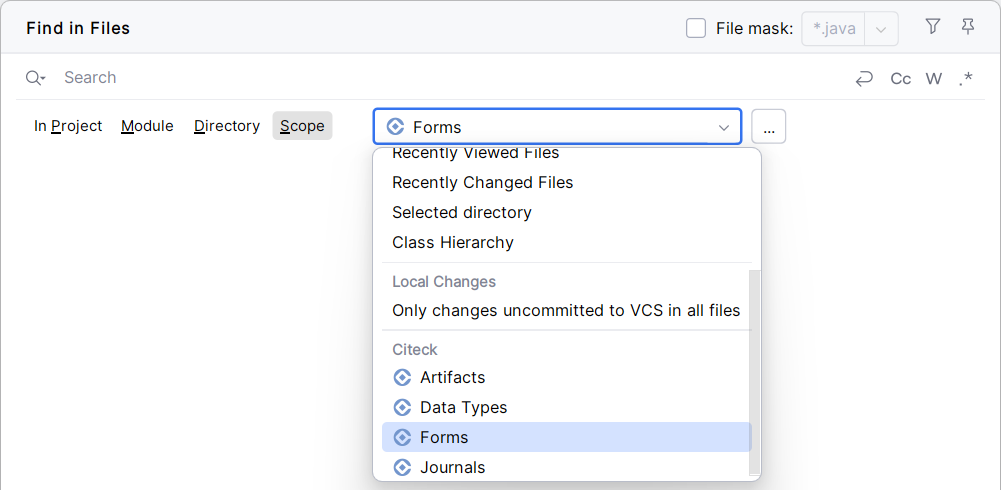 Find in Files File mask: *.java
Search Cc W .*
In Project Module Directory Scope Forms ...
Recently Viewed Files
Recently Changed Files
Selected directory
Class Hierarchy
Local Changes
Only changes uncommitted to VCS in all files
Citeck
Artifacts
Data Types
Forms
Journals